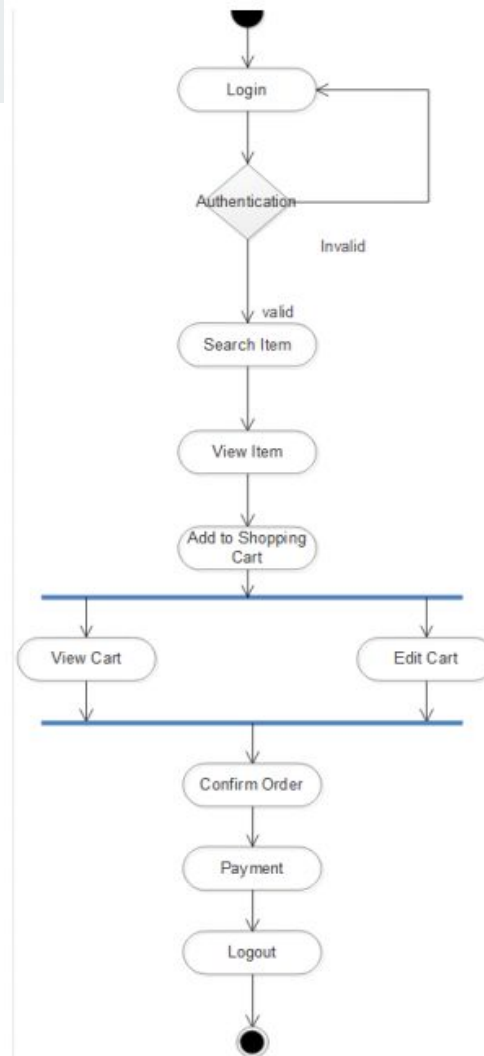 Login
Authentication
Invalid
valid
Search Item
View Item
Add to Shopping
Cart
View Cart
Edit Cart
Confirm Order
Payment
Logout